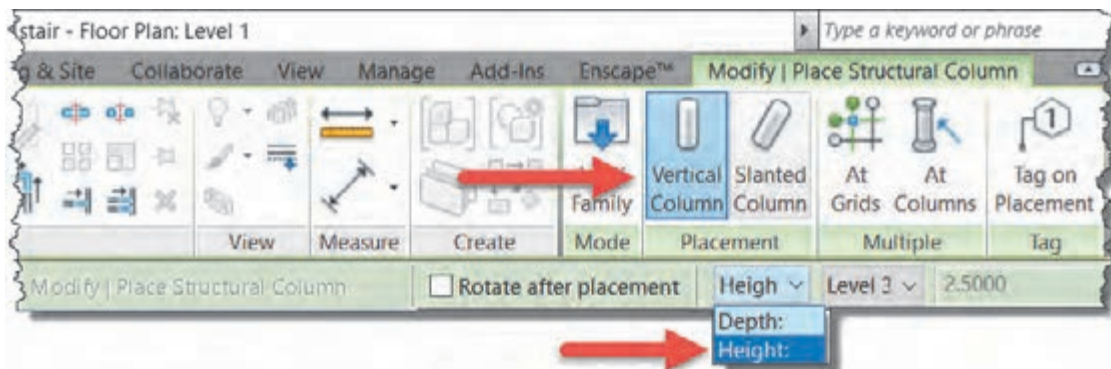 stair - Floor Plan: Level 1
Type a keyword or phrase
g & Site Collaborate View Manage Add-Ins Enscape™ Modify | Place Structural Column
Vertical Column
Slanted Column
At Grids
At Columns
Tag on Placement
Family
1
View Measure Create Mode Placement Multiple Tag
Modify | Place Structural Column
Rotate after placement
Heigh
Level
2.5000
Depth:
Height: